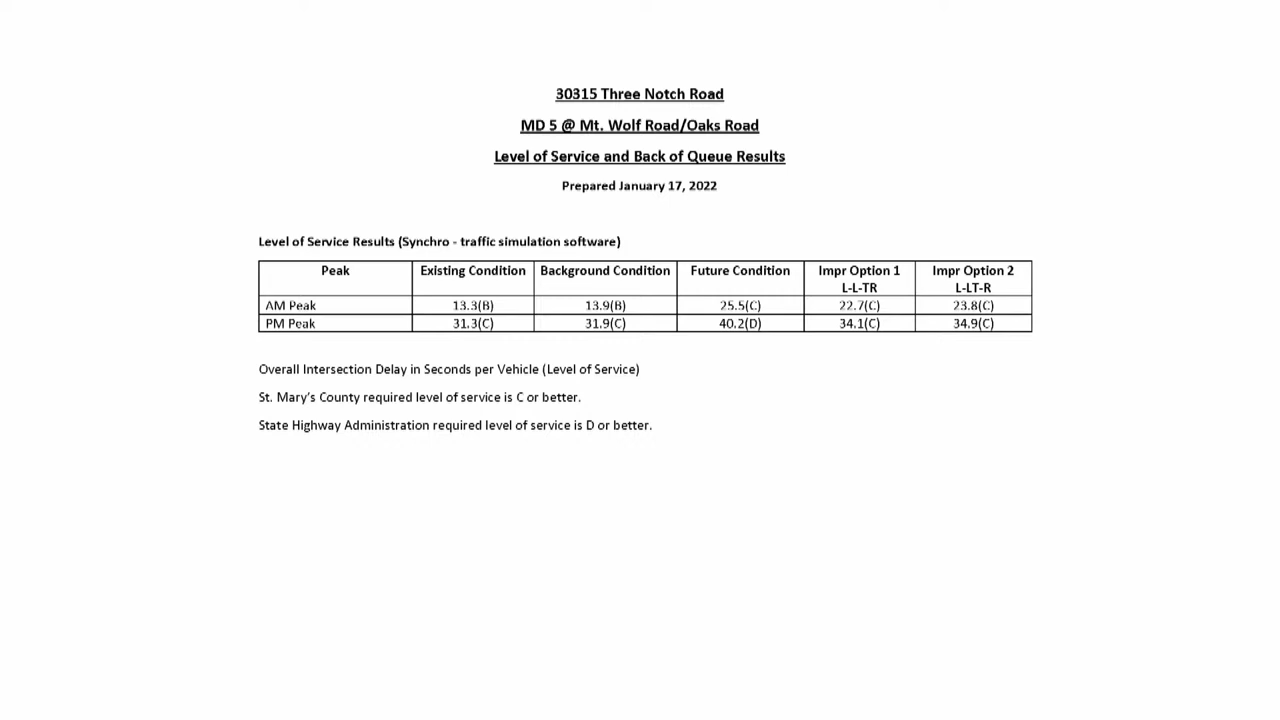 30315 Three Notch Road
MD 5 @ Mt. Wolf Road/Oaks Road
Level of Service and Back of Queue Results
Prepared January 17, 2022
Level of Service Results (Synchro - traffic simulation software)
Peak Existing Condition Background Condition Future Condition Impr Option 1 Impr Option 2
L-L-TR L-LT-R
AM Peak 13.3(B) 13.9(B) 25.5(C) 22.7(C) 23.8(C)
PM Peak 31.3(C) 31.9(C) 40.2(D) 34.1(C) 34.9(C)
Overall Intersection Delay in Seconds per Vehicle (Level of Service)
St. Mary's County required level of service is C or better.
State Highway Administration required level of service is D or better.